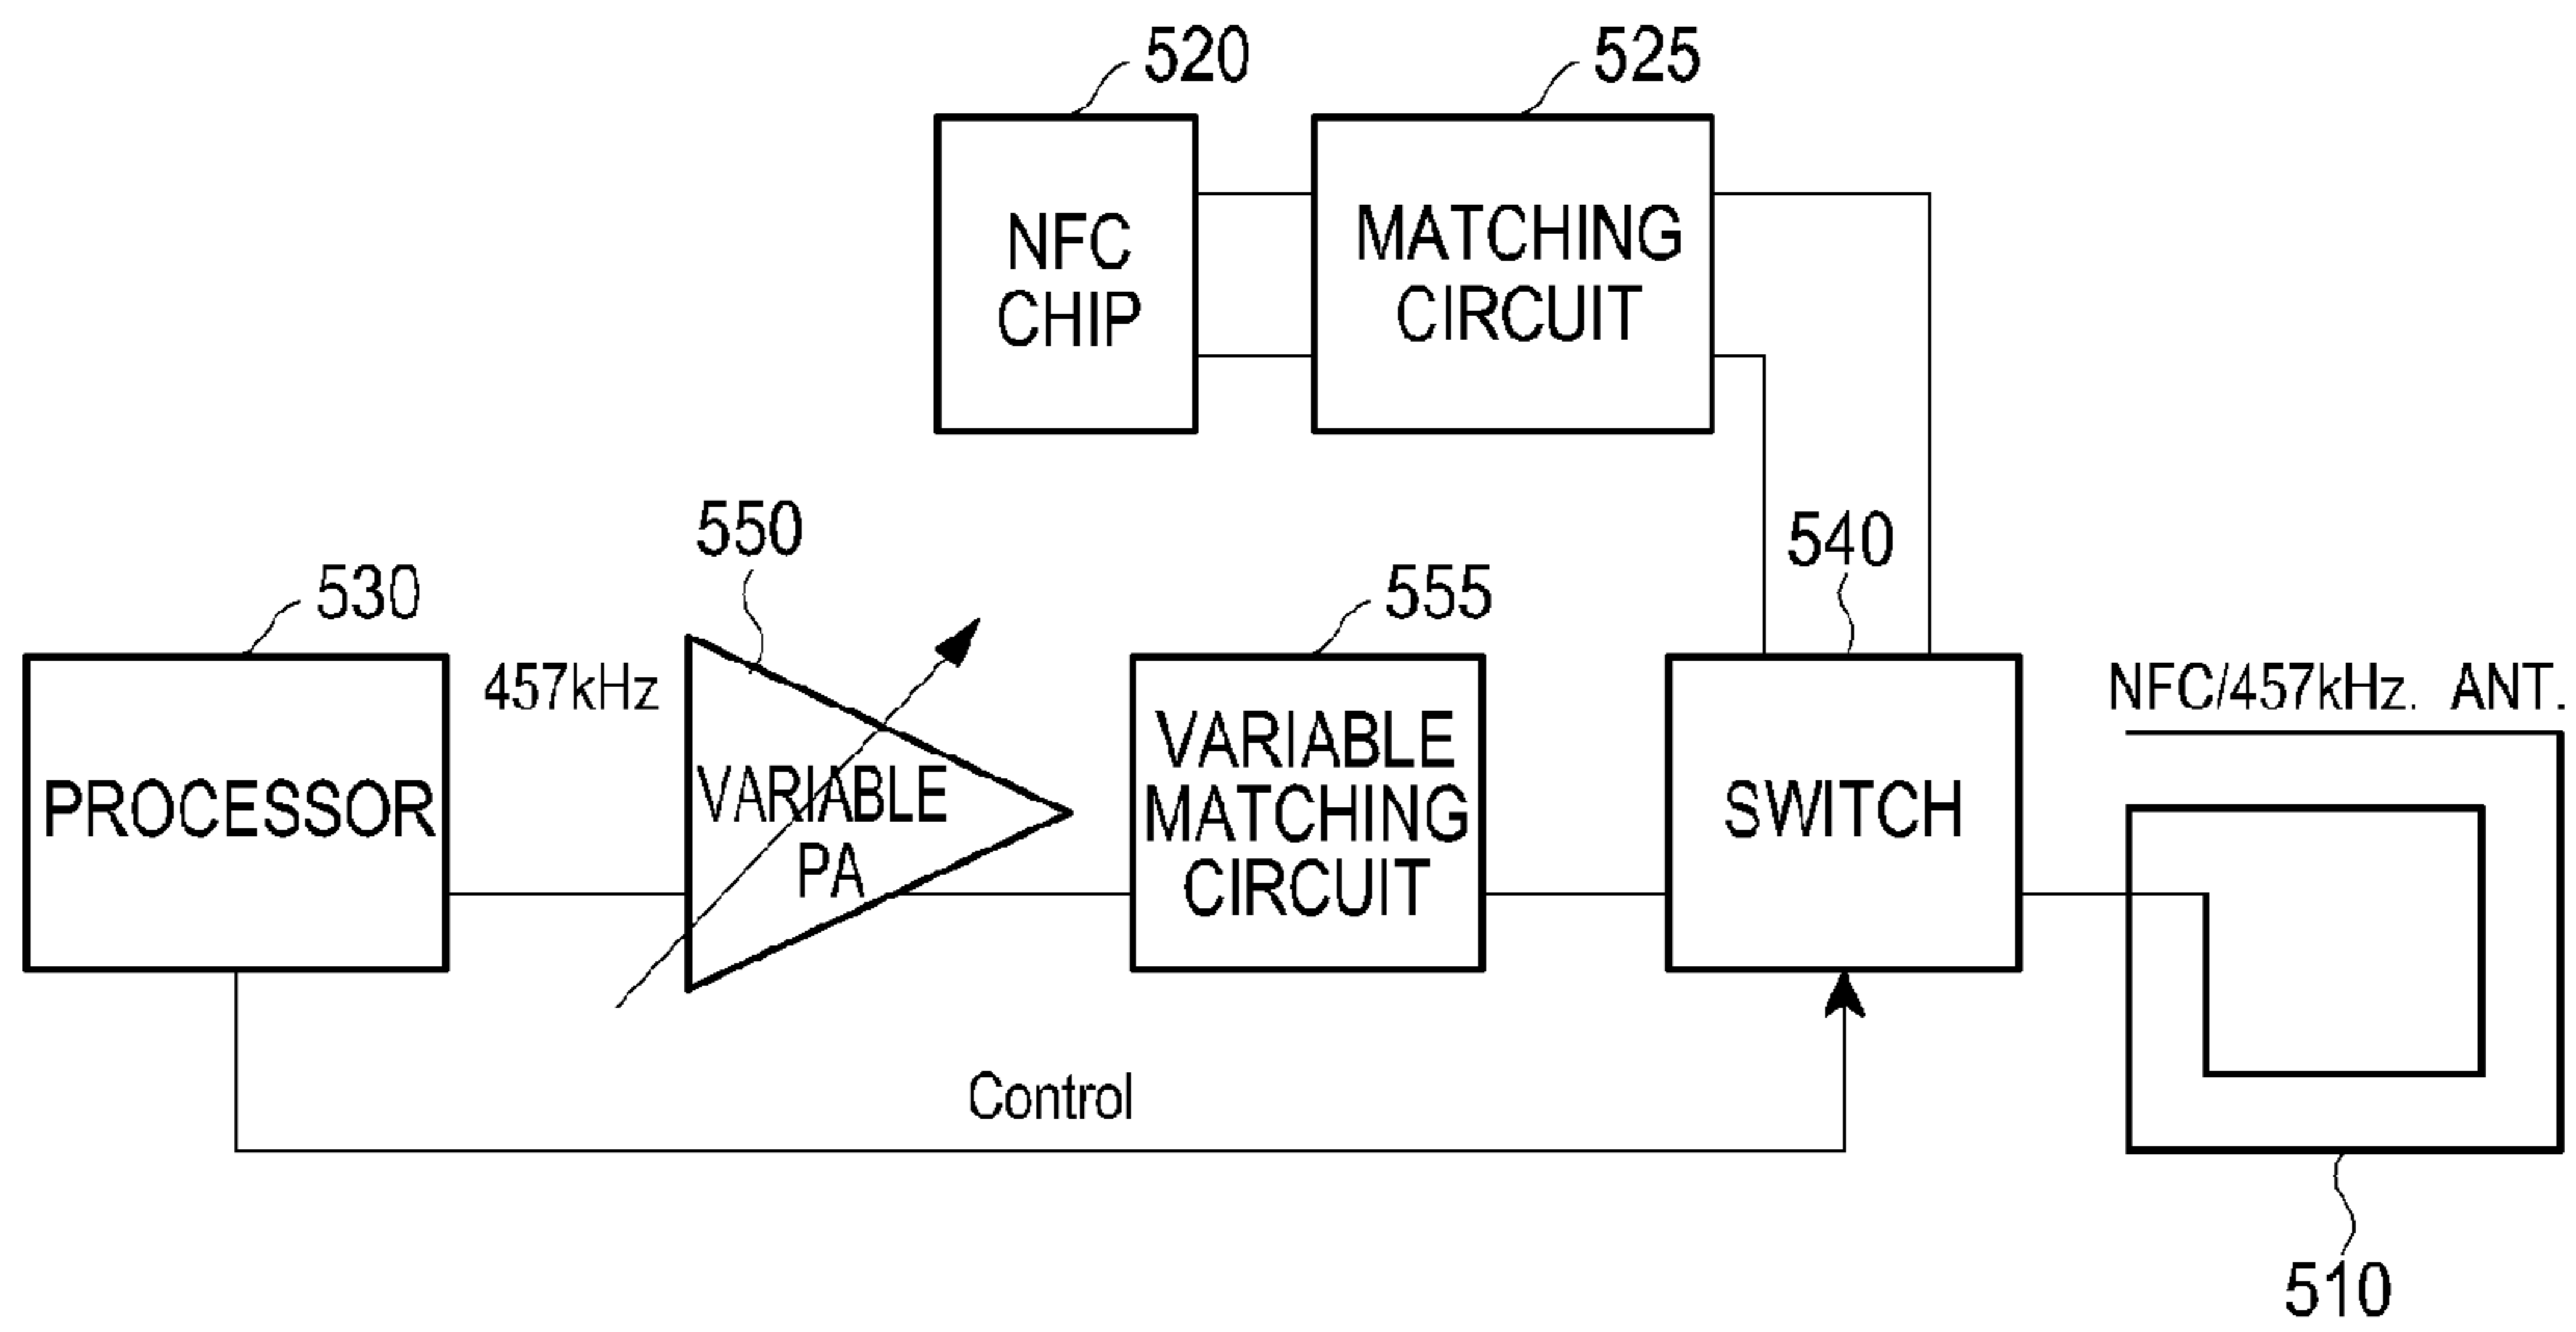 520
525
NFC
CHIP
MATCHING
CIRCUIT
550
540
530
555
457kHz
NFC/457kHz. ANT.
PROCESSOR
VARIABLE
PA
VARIABLE
MATCHING
CIRCUIT
SWITCH
Control
510